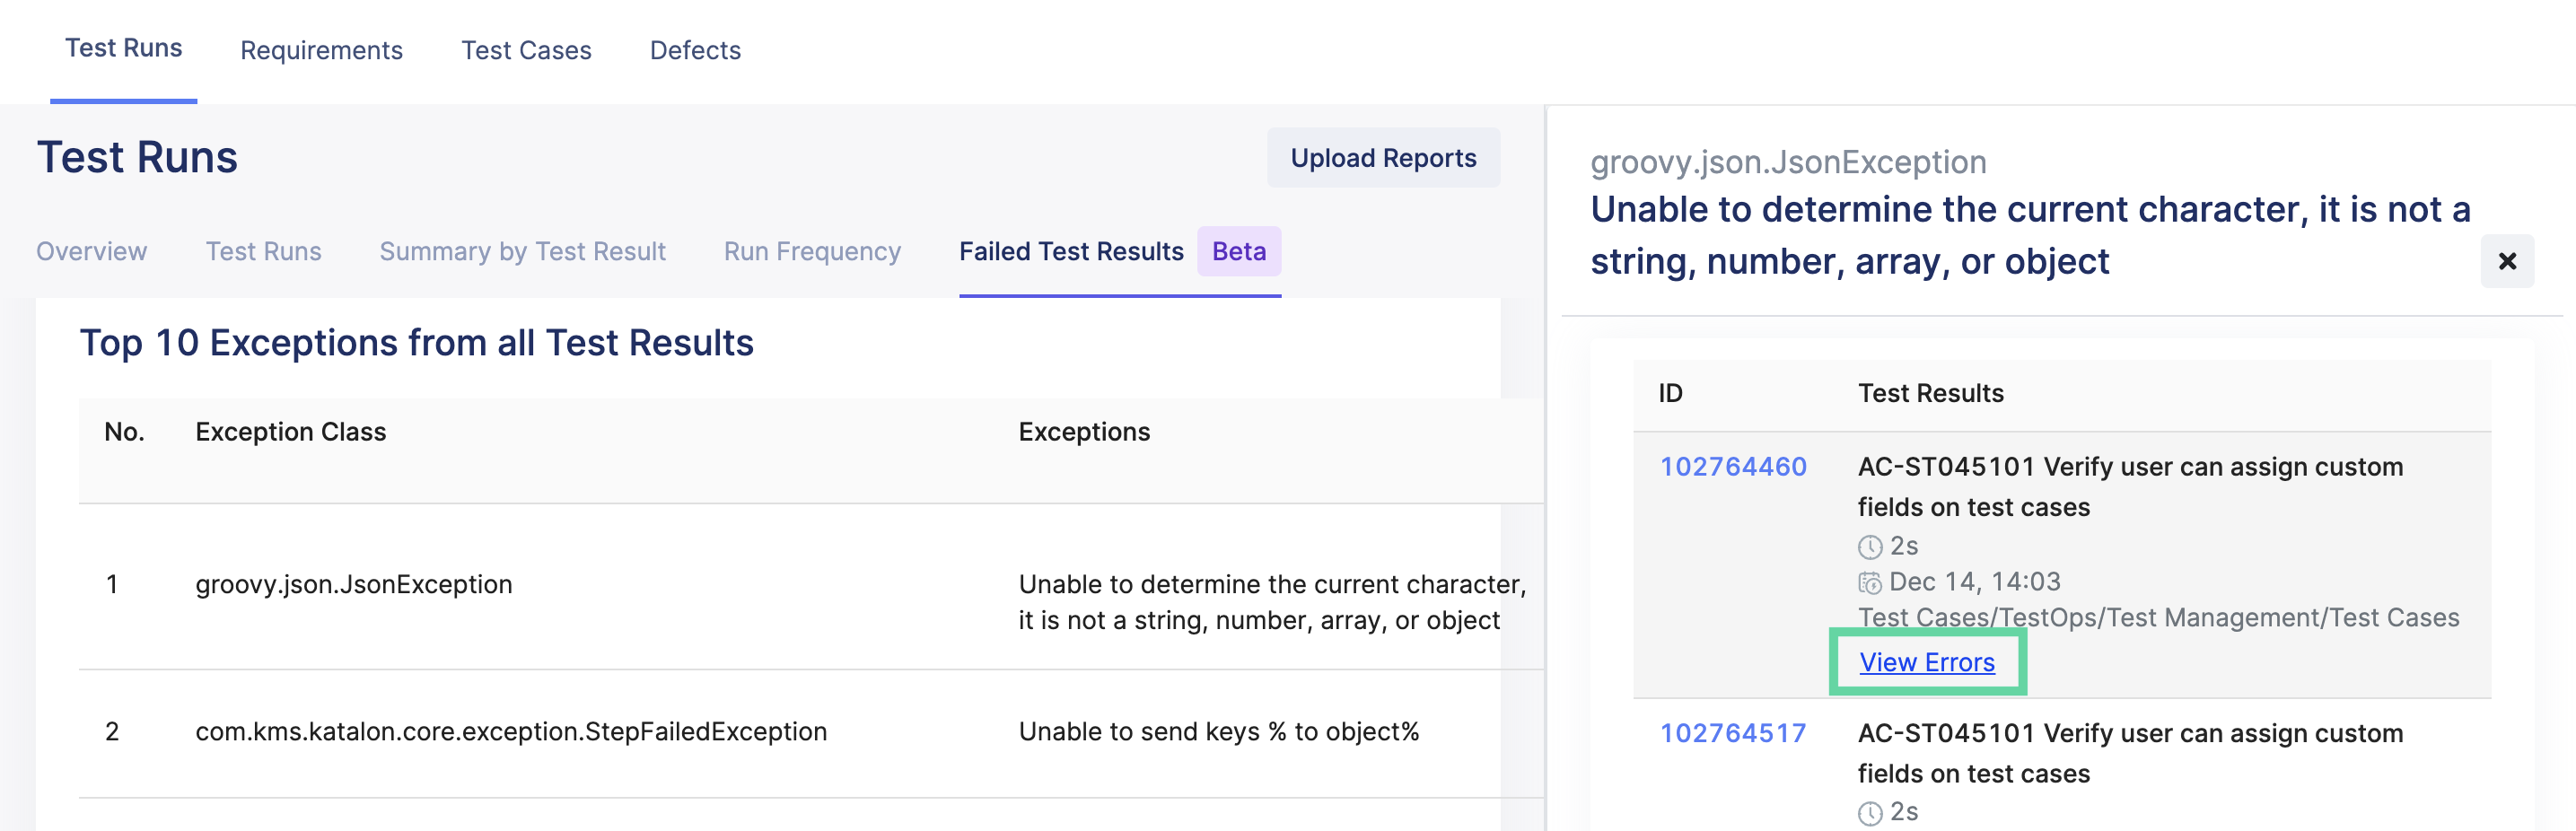 Test Runs
Requirements
Test Cases
Defects
Test Runs
Upload Reports
Overview
Test Runs
Summary by Test Result
Run Frequency
Failed Test Results
Beta
Top 10 Exceptions from all Test Results
No.
Exception Class
Exceptions
1
groovy.json.JsonException
Unable to determine the current character,
it is not a string, number, array, or object
2
com.kms.katalon.core.exception.StepFailedException
Unable to send keys % to object%
groovy.json.JsonException
Unable to determine the current character, it is not a
string, number, array, or object
ID
Test Results
102764460
AC-ST045101 Verify user can assign custom
fields on test cases
2s
Dec 14, 14:03
Test Cases/TestOps/Test Management/Test Cases
View Errors
102764517
AC-ST045101 Verify user can assign custom
fields on test cases
2s